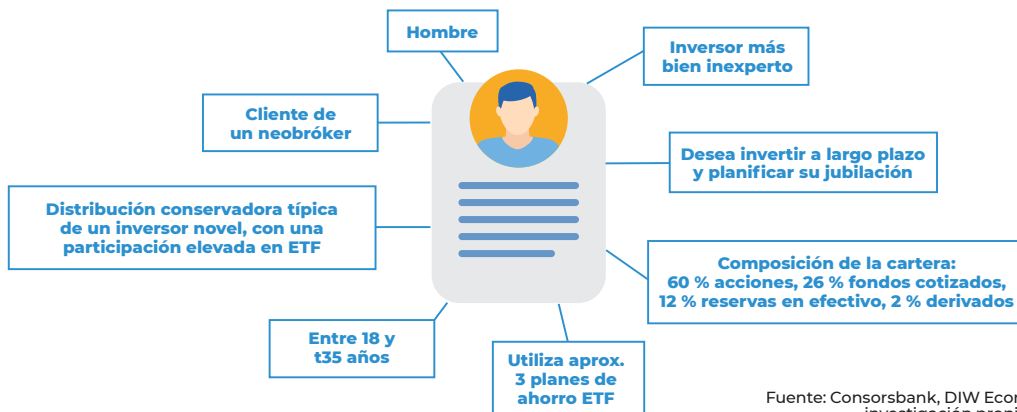 Hombre
Inversor más
bien inexperto
Cliente de
un neobróker
Desea invertir a largo plazo
y planificar su jubilación
Distribución conservadora típica
de un inversor novel, con una
participación elevada en ETF
Composición de la cartera:
60 % acciones, 26 % fondos cotizados,
12 % reservas en efectivo, 2 % derivados
Entre 18 y
t35 años
Utiliza aprox.
3 planes de
ahorro ETF
Fuente: Consorsbank, DIW Econ
investigación